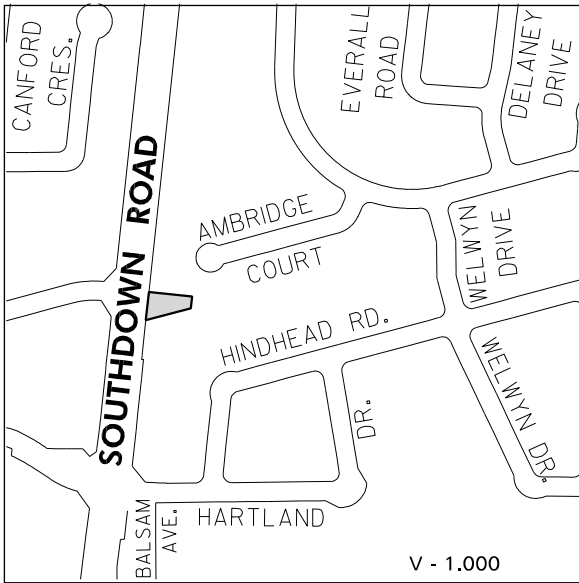 CANFORD
CRES.
EVERALL
ROAD
DELANEY
DRIVE
SOUTHDOWN ROAD
AMBRIDGE
COURT
WELWYN
DRIVE
HINDHEAD RD.
WELWYN DR.
DR.
HARTLAND
BALSAM
AVE.
V - 1.000